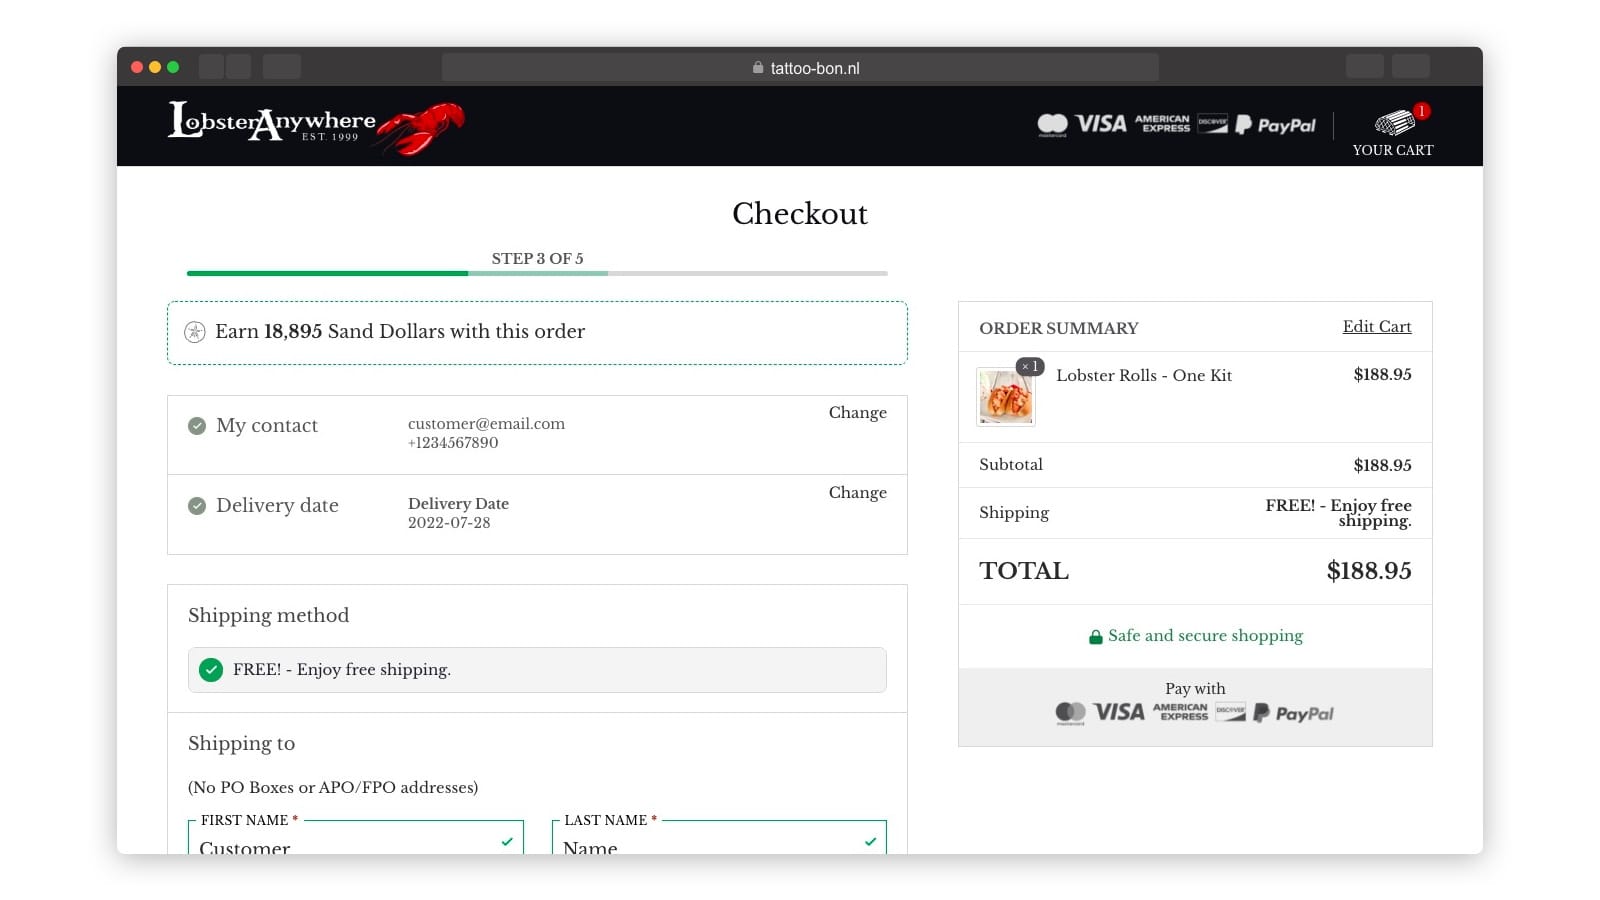 tattoo-bon.nl
LobsterAnywhere
EST. 1999
mastercard VISA AMERICAN EXPRESS DISCOVER PayPal
1
YOUR CART
Checkout
STEP 3 OF 5
Earn 18,895 Sand Dollars with this order
My contact
customer@email.com
+1234567890
Change
Delivery date
Delivery Date
2022-07-28
Change
Shipping method
FREE! - Enjoy free shipping.
Shipping to
(No PO Boxes or APO/FPO addresses)
FIRST NAME *
Customer
LAST NAME *
Name
ORDER SUMMARY
Edit Cart
× 1
Lobster Rolls - One Kit
$188.95
Subtotal
$188.95
Shipping
FREE! - Enjoy free
shipping.
TOTAL
$188.95
Safe and secure shopping
Pay with
mastercard VISA AMERICAN EXPRESS DISCOVER PayPal